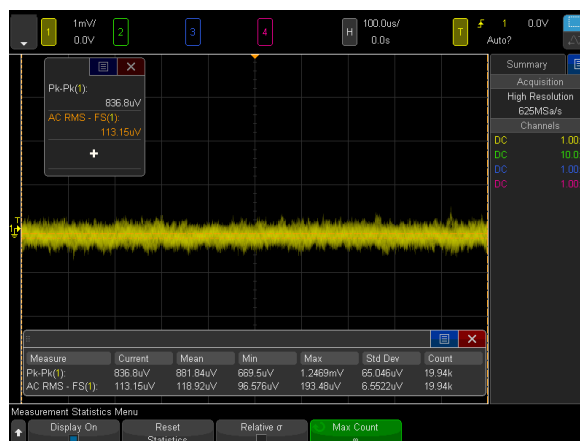 1 1mV/ 2 3 4 H 100.0us/ T 1 0.0V
0.0V 0.0s Auto?
Summary
Acquisition
High Resolution
625MSa/s
Channels
DC 1.00
DC 10.0
DC 1.00
DC 1.00
Pk-Pk(1):
836.8uV
AC RMS - FS(1):
113.15uV
T
1
Measure Current Mean Min Max Std Dev Count
Pk-Pk(1): 836.8uV 881.84uV 669.5uV 1.2469mV 65.046uV 19.94k
AC RMS - FS(1): 113.15uV 118.92uV 96.576uV 193.48uV 6.5522uV 19.94k
Measurement Statistics Menu
Display On Reset Relative σ Max Count
Statistics ∞